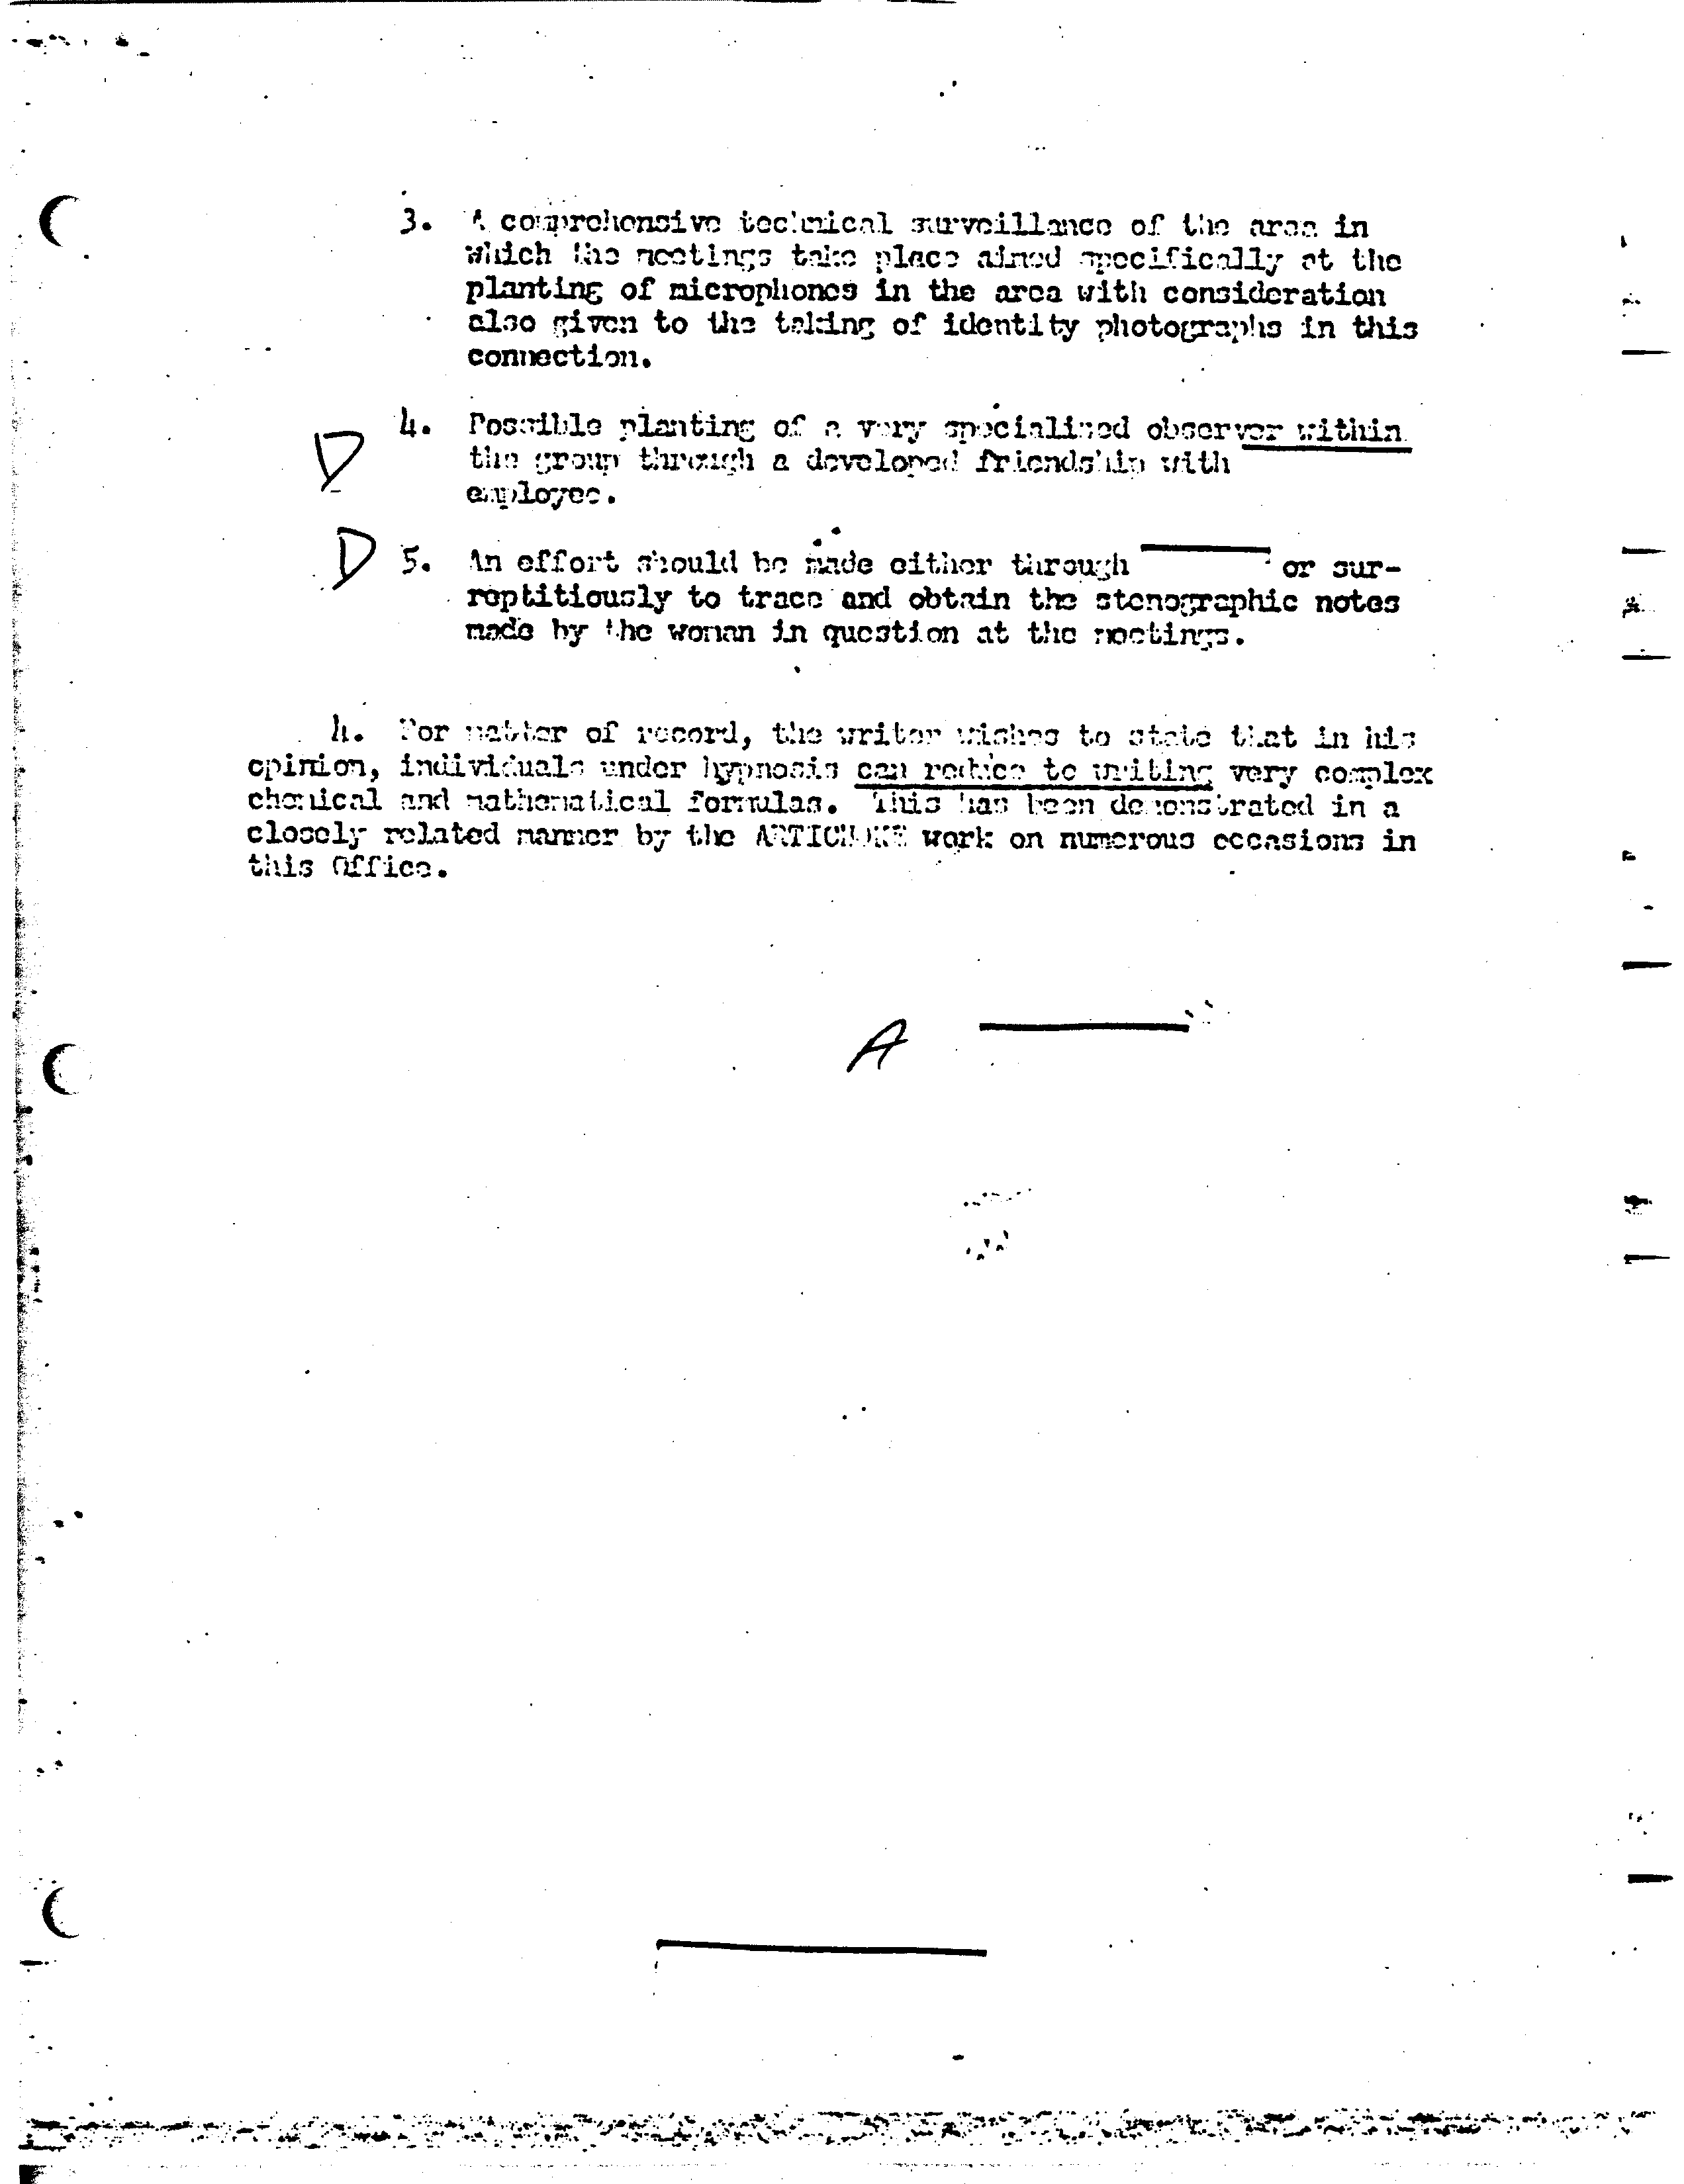 3. A comprehensive technical surveillance of the area in
which the meetings take place aimed specifically at the
planting of microphones in the area with consideration
also given to the taking of identity photographs in this
connection.
D 4. Possible planting of a very specialized observer within
the group through a developed friendship with
employee.
D 5. An effort should be made either through or sur-
reptitiously to trace and obtain the stenographic notes
made by the woman in question at the meetings.
4. For matter of record, the writer wishes to state that in his
opinion, individuals under hypnosis can reduce to writing very complex
chemical and mathematical formulas. This has been demonstrated in a
closely related manner by the ARTICHOKE work on numerous occasions in
this Office.
A